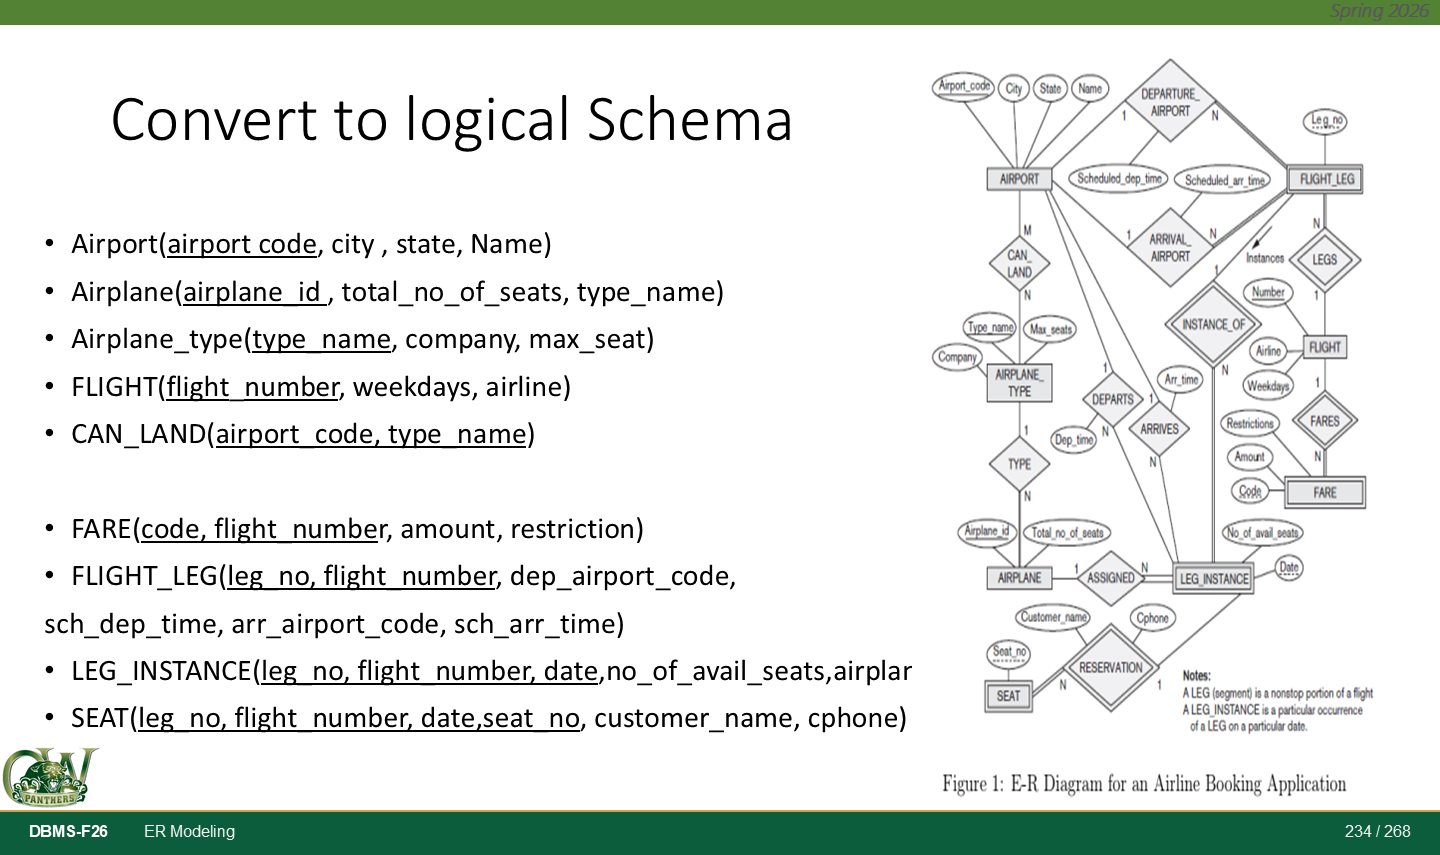 Spring 2026
Convert to logical Schema
• Airport(airport code, city , state, Name)
• Airplane(airplane_id , total_no_of_seats, type_name)
• Airplane_type(type_name, company, max_seat)
• FLIGHT(flight_number, weekdays, airline)
• CAN_LAND(airport_code, type_name)
• FARE(code, flight_number, amount, restriction)
• FLIGHT_LEG(leg_no, flight_number, dep_airport_code,
sch_dep_time, arr_airport_code, sch_arr_time)
• LEG_INSTANCE(leg_no, flight_number, date,no_of_avail_seats,airplar
• SEAT(leg_no, flight_number, date,seat_no, customer_name, cphone)
Airport_code City State Name
DEPARTURE_
AIRPORT
1 N
Leg_no
AIRPORT
Scheduled_dep_time
Scheduled_arr_time
FLIGHT_LEG
M
1 N
N
CAN_
LAND
ARRIVAL_
AIRPORT
Instances
LEGS
N
1
1
Number
Type_name Max_seats
INSTANCE_OF
Company
Airline
FLIGHT
AIRPLANE_
TYPE
1
Arr_time
N
Weekdays
1
DEPARTS
1
Restrictions
FARES
1
Dep_time
N
ARRIVES
Amount
N
TYPE
N
Code
FARE
N
Airplane_id Total_no_of_seats
No_of_avail_seats
AIRPLANE
1
ASSIGNED
N
LEG_INSTANCE
Date
Customer_name Cphone
Seat_no
RESERVATION
SEAT
N
1
Notes:
A LEG (segment) is a nonstop portion of a flight
A LEG_INSTANCE is a particular occurrence
of a LEG on a particular date.
Figure 1: E-R Diagram for an Airline Booking Application
OW
PANTHERS
DBMS-F26 ER Modeling 234 / 268